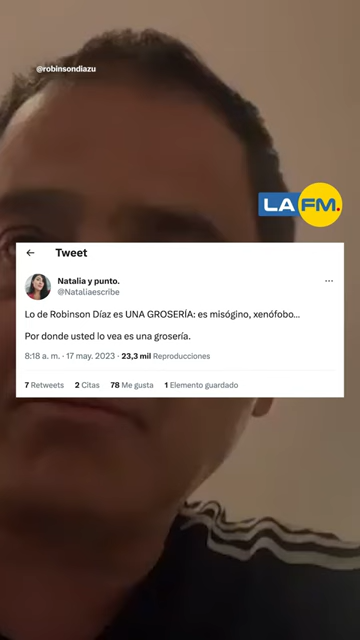 @robinsondiazu
LA FM.
Tweet
Natalia y punto.
@Nataliaescribe
Lo de Robinson Díaz es UNA GROSERÍA: es misógino, xenófobo...
Por donde usted lo vea es una grosería.
8:18 a. m. · 17 may. 2023 · 23,3 mil Reproducciones
7 Retweets 2 Citas 78 Me gusta 1 Elemento guardado